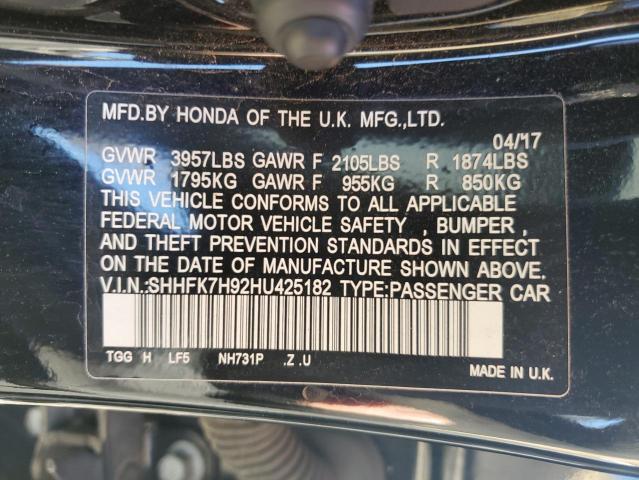 MFD.BY HONDA OF THE U.K. MFG.,LTD.
04/17
GVWR 3957LBS GAWR F 2105LBS R 1874LBS
GVWR 1795KG GAWR F 955KG R 850KG
THIS VEHICLE CONFORMS TO ALL APPLICABLE
FEDERAL MOTOR VEHICLE SAFETY , BUMPER ,
AND THEFT PREVENTION STANDARDS IN EFFECT
ON THE DATE OF MANUFACTURE SHOWN ABOVE.
V.I.N.:SHHFK7H92HU425182 TYPE:PASSENGER CAR
TGG H LF5 NH731P .Z .U
MADE IN U.K.